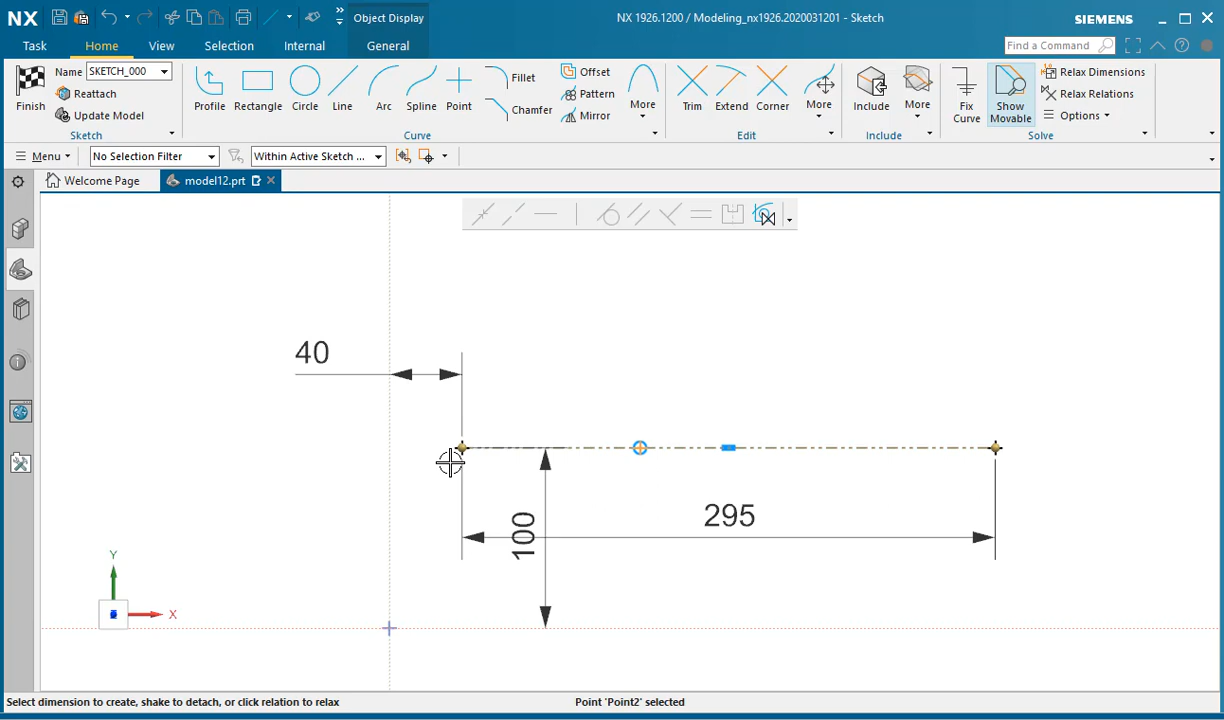 NX
Object Display
NX 1926.1200 / Modeling_nx1926.2020031201 - Sketch
SIEMENS
Task
Home
View
Selection
Internal
General
Find a Command
Finish
Name
SKETCH_000
Reattach
Update Model
Sketch
Profile
Rectangle
Circle
Line
Arc
Spline
Point
Fillet
Chamfer
Offset
Pattern
Mirror
More
Curve
Trim
Extend
Corner
More
Edit
Include
More
Include
Fix
Curve
Show
Movable
Relax Dimensions
Relax Relations
Options
Solve
Menu
No Selection Filter
Within Active Sketch ...
Welcome Page
model12.prt
40
295
100
Y
X
Select dimension to create, shake to detach, or click relation to relax
Point 'Point2' selected